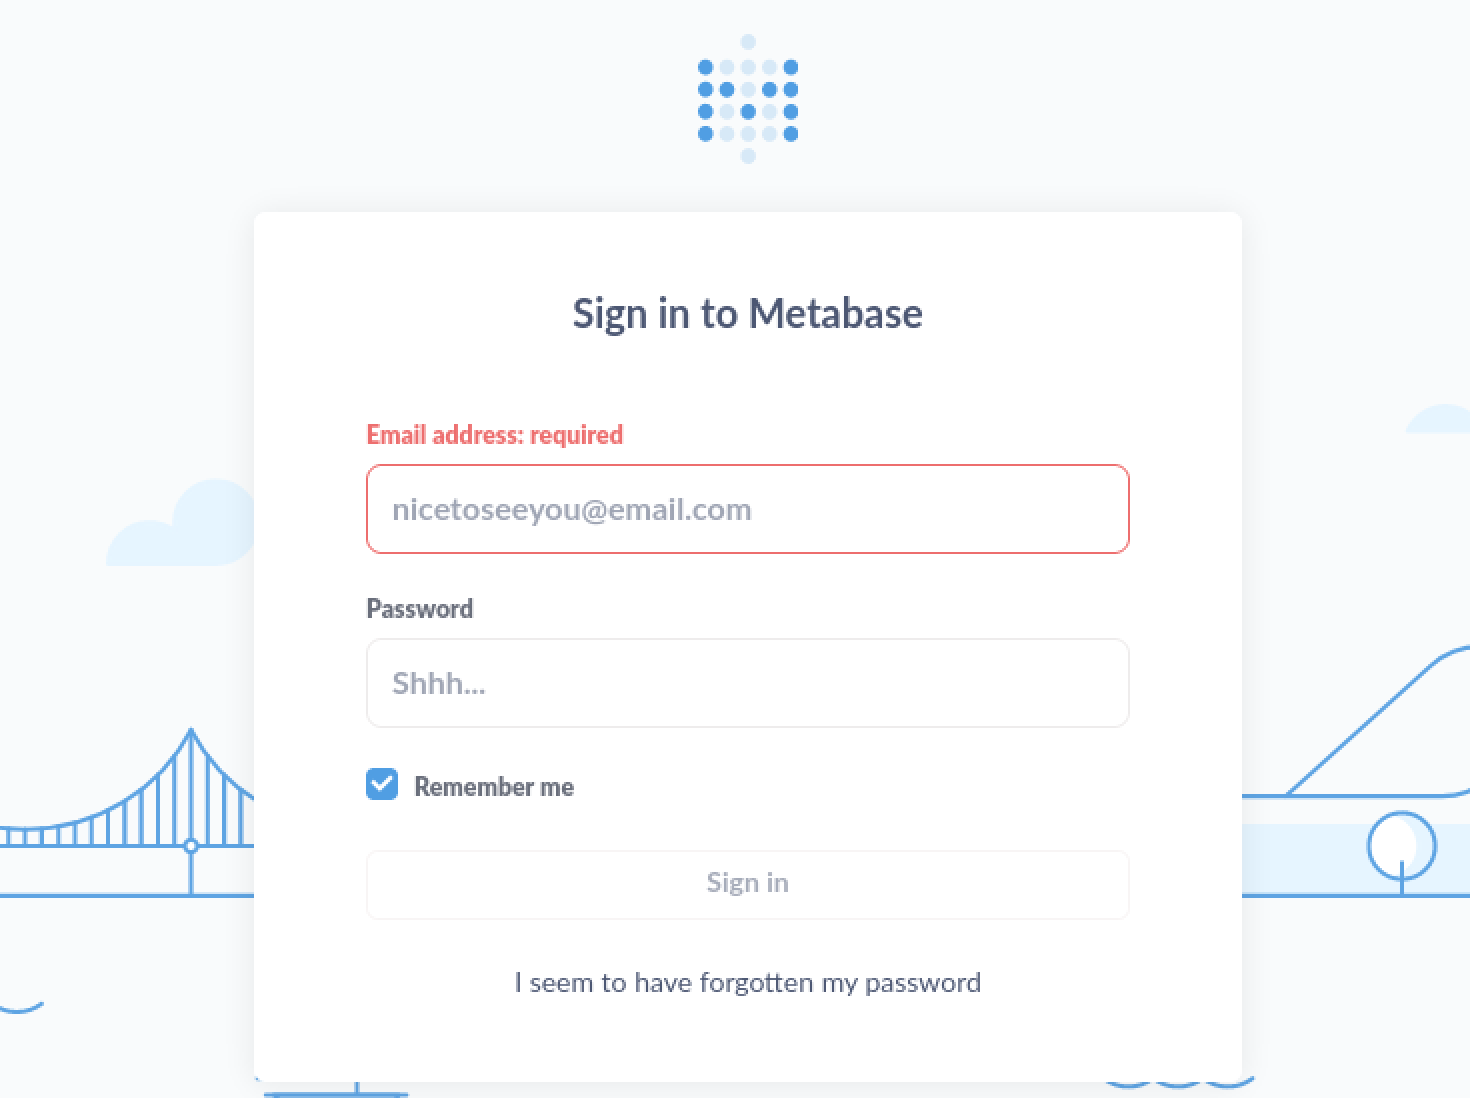 Sign in to Metabase
Email address: required
nicetoseeyou@email.com
Password
Shhh...
Remember me
Sign in
I seem to have forgotten my password